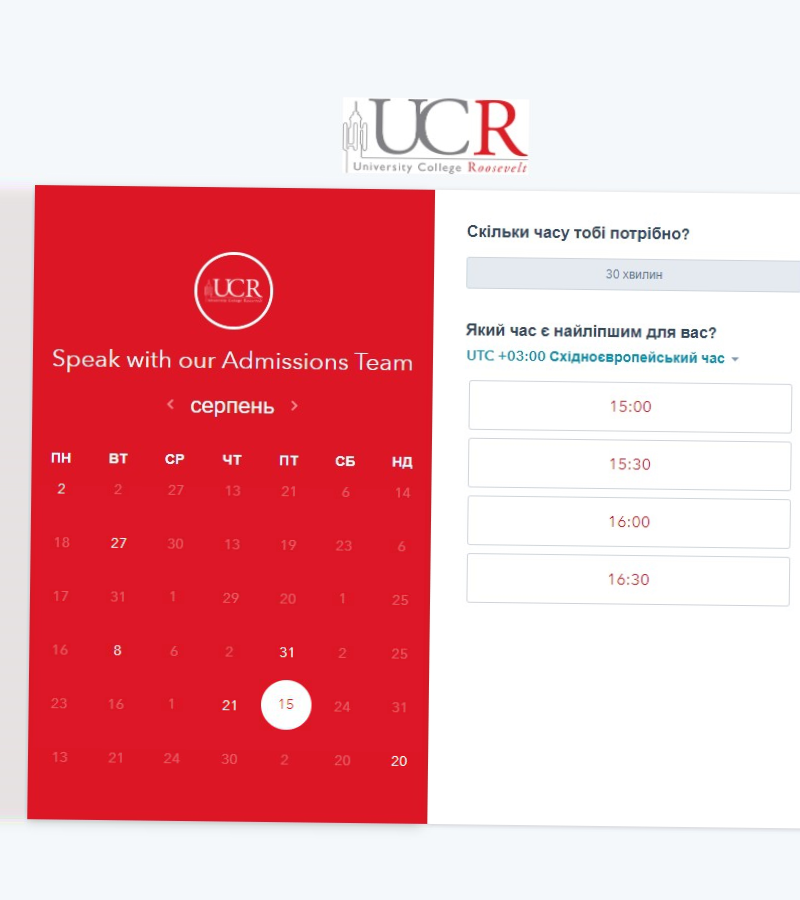 UCR
University College Roosevelt
UCR
University College Roosevelt
Speak with our Admissions Team
серпень
ПН ВТ СР ЧТ ПТ СБ НД
2 2 27 13 21 6 14
18 27 30 13 19 23 6
17 31 1 29 20 1 25
16 8 6 2 31 2 25
23 16 1 21 15 24 31
13 21 24 30 2 20 20
Скільки часу тобі потрібно?
30 хвилин
Який час є найліпшим для вас?
UTC +03:00 Східноєвропейський час
15:00
15:30
16:00
16:30